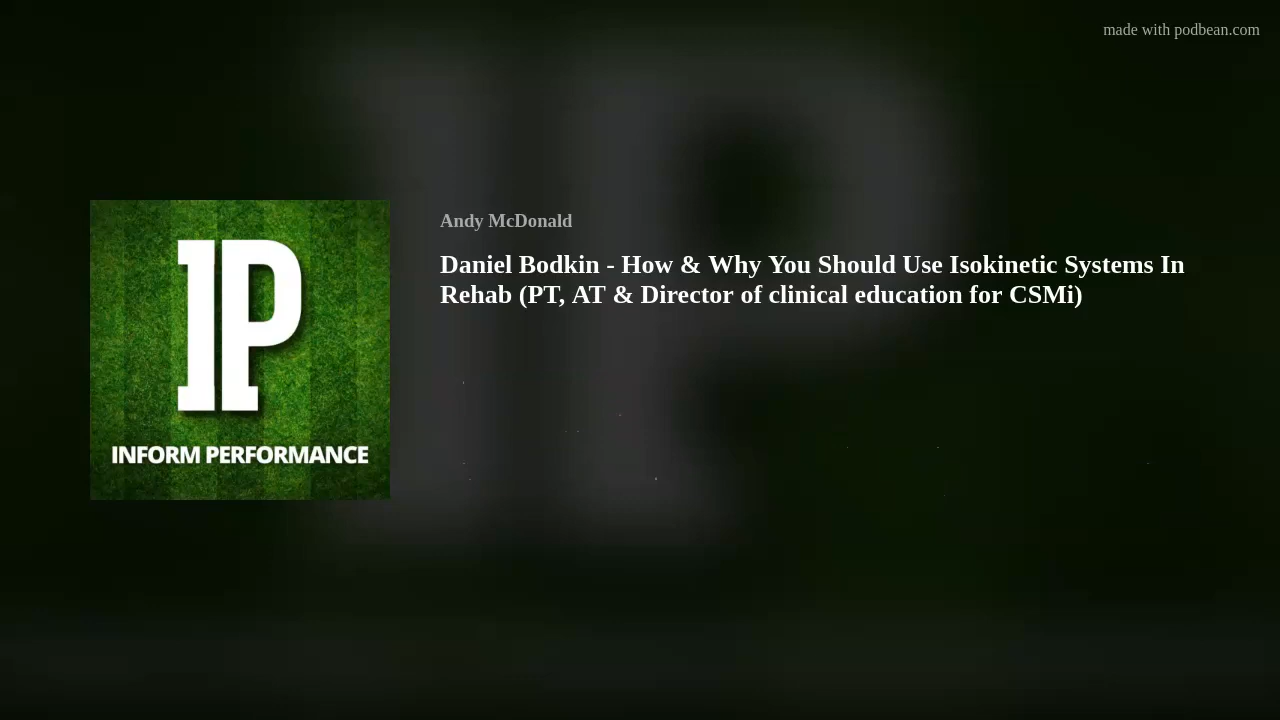 made with podbean.com
Andy McDonald
Daniel Bodkin - How & Why You Should Use Isokinetic Systems In
Rehab (PT, AT & Director of clinical education for CSMi)
IP
INFORM PERFORMANCE